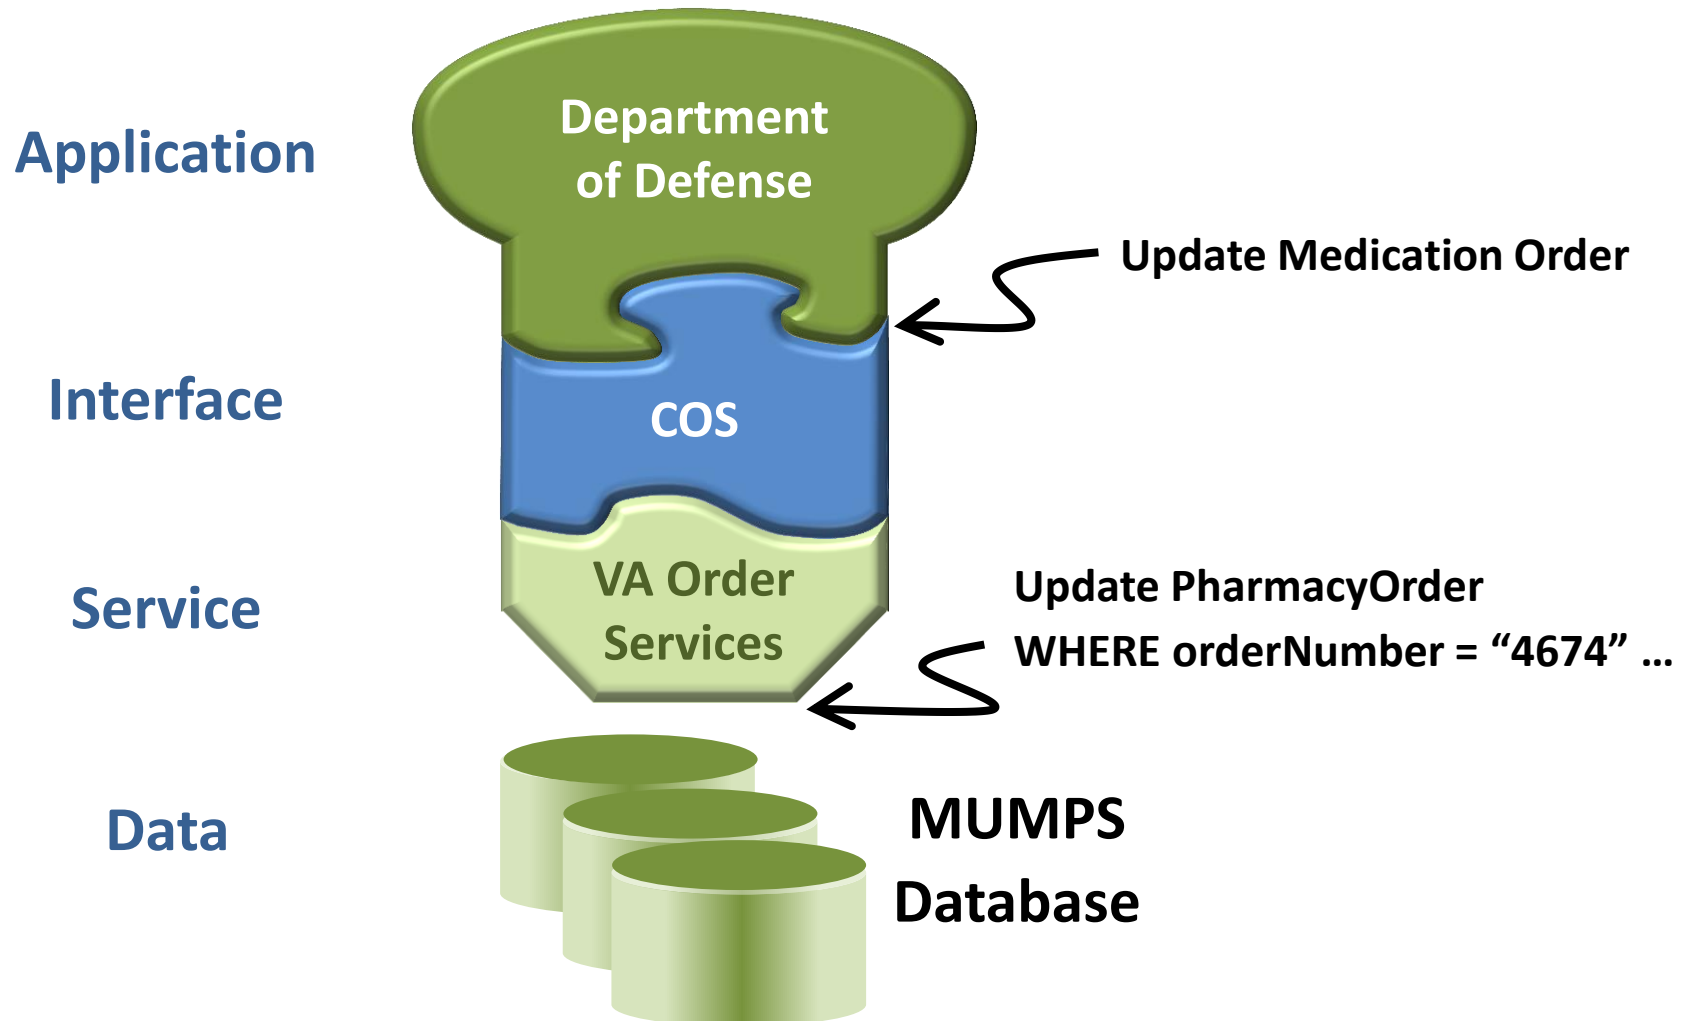 Application
Department
of Defense
Update Medication Order
Interface
COS
Service
VA Order
Services
Update PharmacyOrder
WHERE orderNumber = “4674” ...
Data
MUMPS
Database